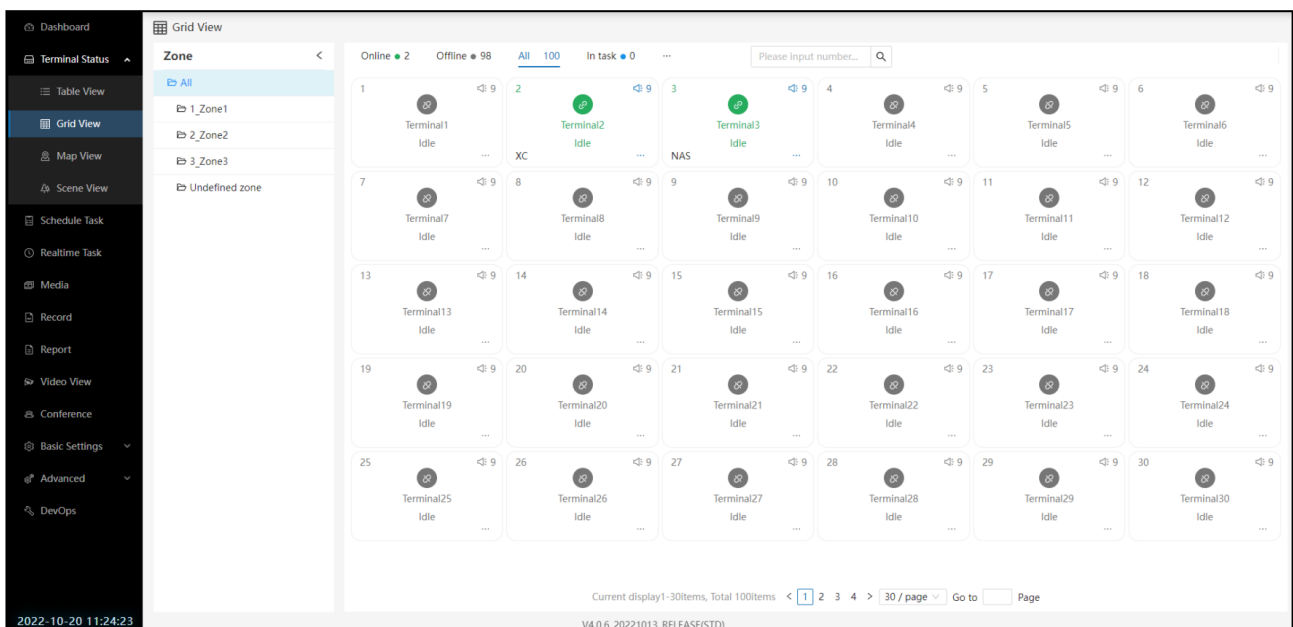 Dashboard
Terminal Status
Table View
Grid View
Map View
Scene View
Schedule Task
Realtime Task
Media
Record
Report
Video View
Conference
Basic Settings
Advanced
DevOps
2022-10-20 11:24:23
Grid View
Zone <
All
1_Zone1
2_Zone2
3_Zone3
Undefined zone
Online 2 Offline 98 All 100 In task 0 ... Please input number...
1 9 2 9 3 9 4 9 5 9 6 9
Terminal1 Terminal2 Terminal3 Terminal4 Terminal5 Terminal6
Idle Idle Idle Idle Idle Idle
... XC ... NAS ... ... ... ...
7 9 8 9 9 9 10 9 11 9 12 9
Terminal7 Terminal8 Terminal9 Terminal10 Terminal11 Terminal12
Idle Idle Idle Idle Idle Idle
... ... ... ... ... ...
13 9 14 9 15 9 16 9 17 9 18 9
Terminal13 Terminal14 Terminal15 Terminal16 Terminal17 Terminal18
Idle Idle Idle Idle Idle Idle
... ... ... ... ... ...
19 9 20 9 21 9 22 9 23 9 24 9
Terminal19 Terminal20 Terminal21 Terminal22 Terminal23 Terminal24
Idle Idle Idle Idle Idle Idle
... ... ... ... ... ...
25 9 26 9 27 9 28 9 29 9 30 9
Terminal25 Terminal26 Terminal27 Terminal28 Terminal29 Terminal30
Idle Idle Idle Idle Idle Idle
... ... ... ... ... ...
Current display1-30items, Total 100items < 1 2 3 4 > 30 / page Go to Page
V4.0.6_20221013_RELEASE(STD)